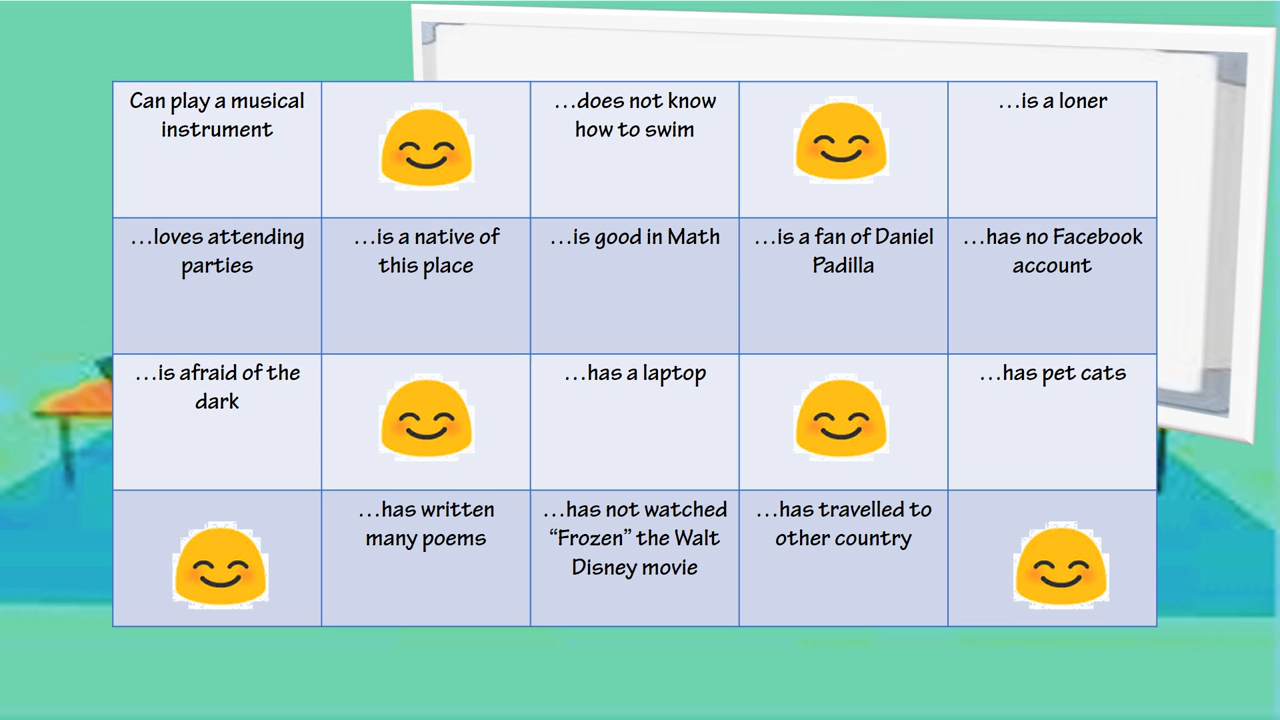 Can play a musical
instrument
...does not know
how to swim
...is a loner
...loves attending
parties
...is a native of
this place
...is good in Math
...is a fan of Daniel
Padilla
...has no Facebook
account
...is afraid of the
dark
...has a laptop
...has pet cats
...has written
many poems
...has not watched
“Frozen” the Walt
Disney movie
...has travelled to
other country